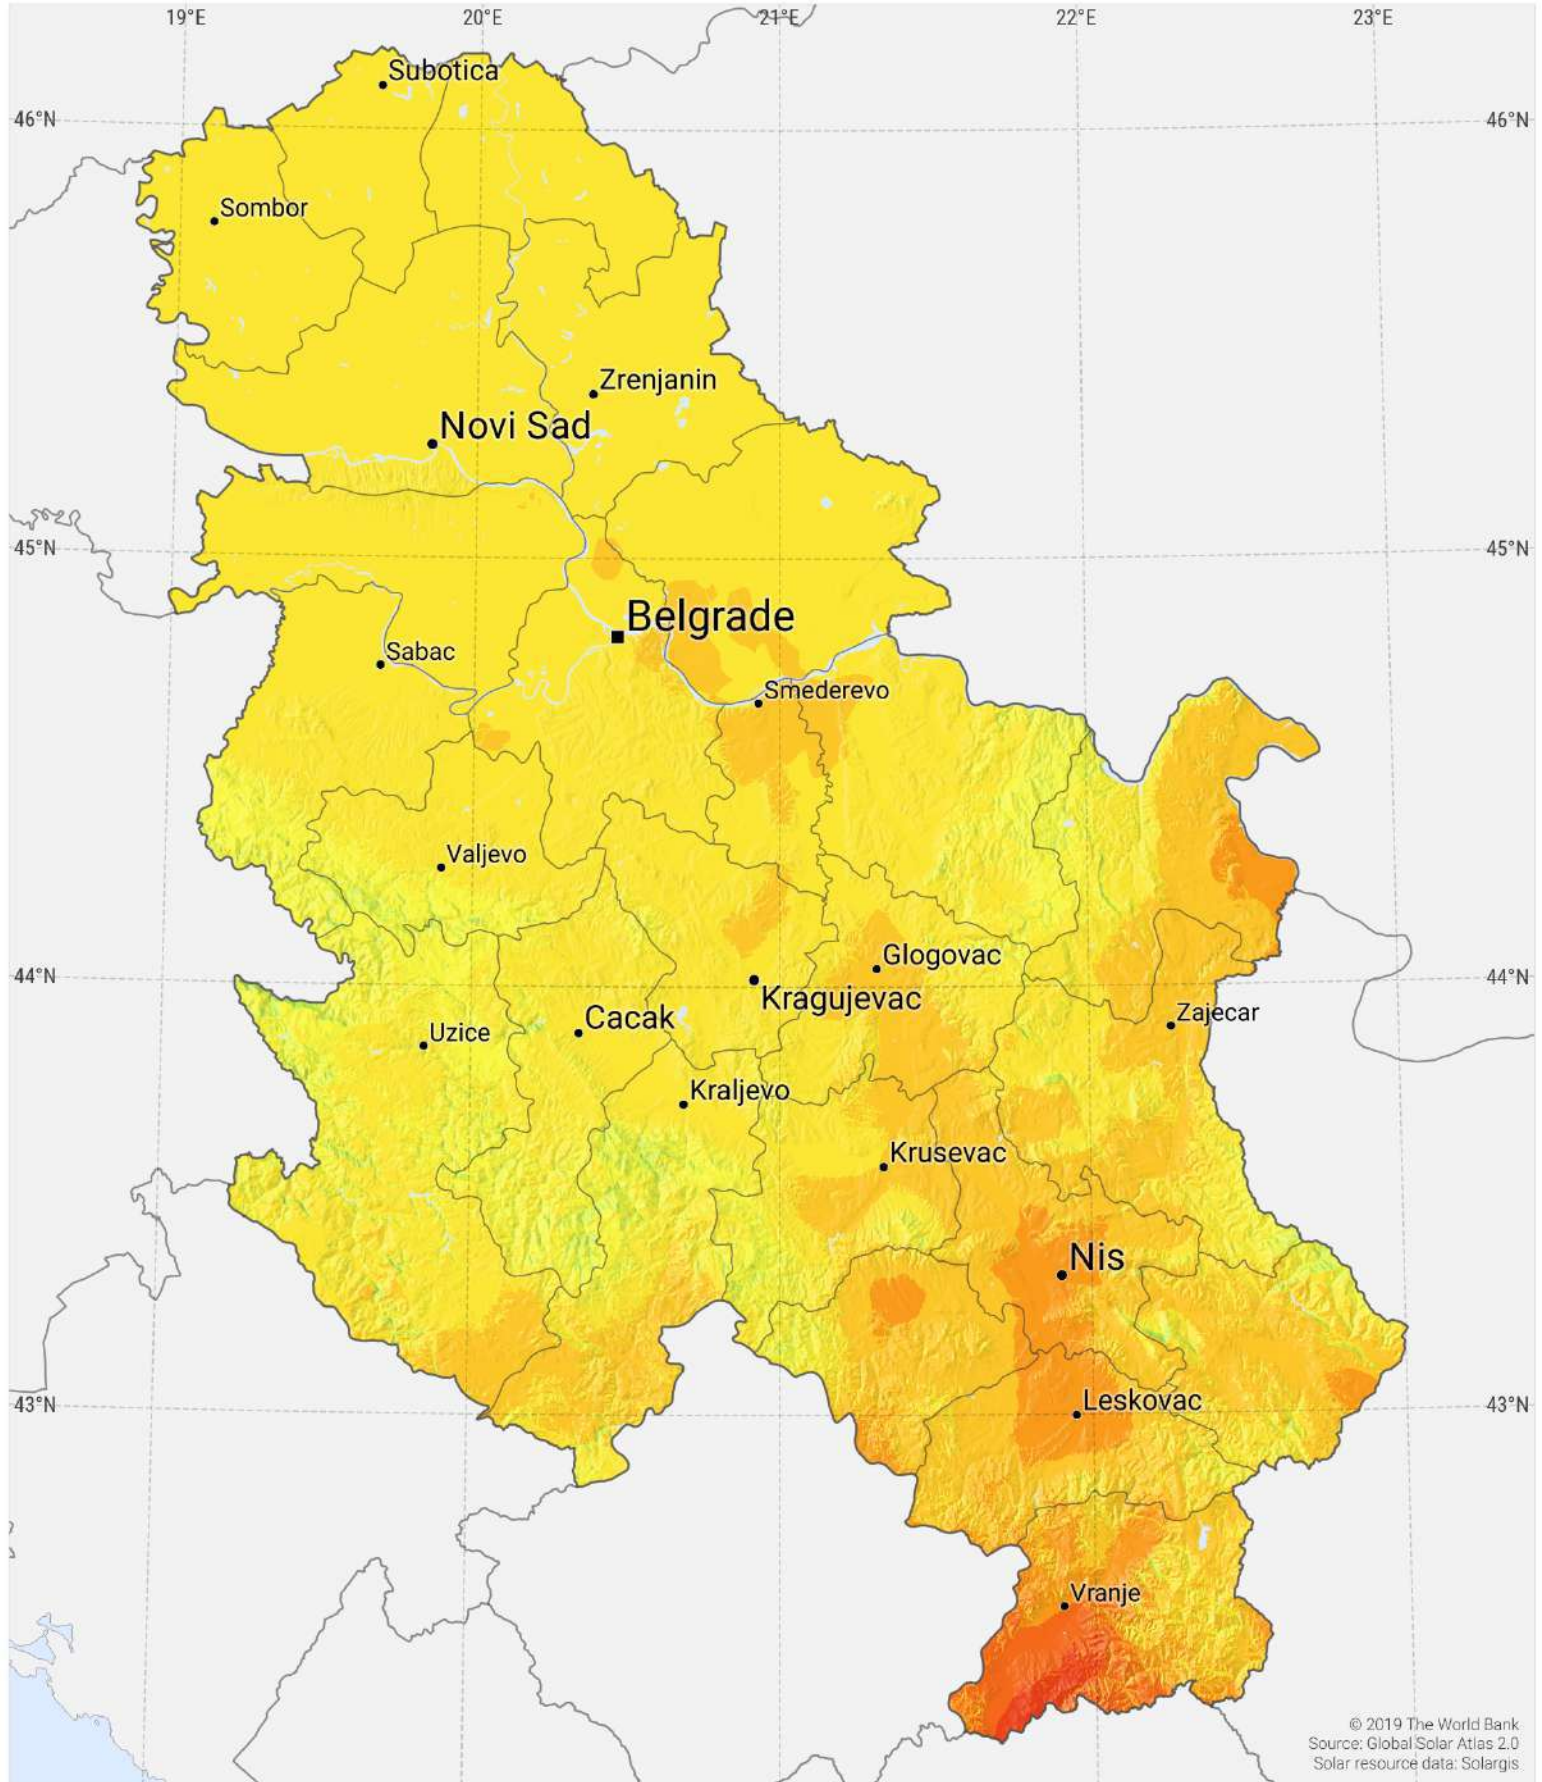 19°E
20°E
21°E
22°E
23°E
Subotica
46°N
46°N
Sombor
Zrenjanin
Novi Sad
45°N
45°N
Belgrade
Sabac
Smederevo
Valjevo
Glogovac
44°N
44°N
Kragujevac
Zajecar
Cacak
Uzice
Kraljevo
Krusevac
Nis
Leskovac
43°N
43°N
Vranje
© 2019 The World Bank
Source: Global Solar Atlas 2.0
Solar resource data: Solargis